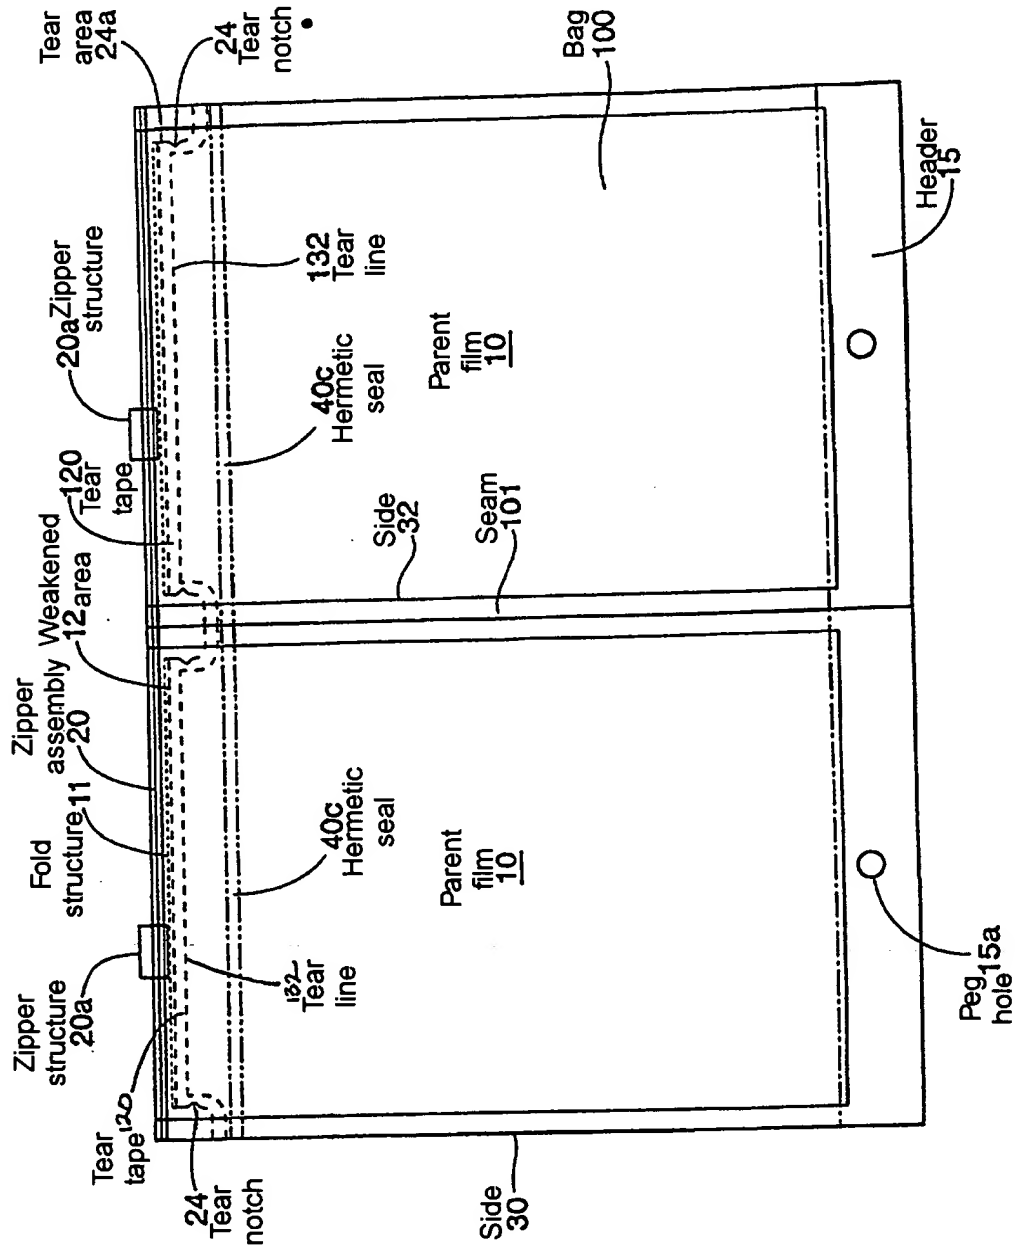 Tear
area
24a
24
Tear
notch
Bag
100
20a Zipper
structure
132
Tear
line
Header
15
120
Tear
tape
40c
Hermetic
seal
Parent
film
10
Weakened
12 area
Side
32
Seam
101
Zipper
assembly
20
Fold
structure 11
40c
Hermetic
seal
Parent
film
10
Zipper
structure
20a
132
Tear
line
Peg
hole 15a
Tear
tape 120
24
Tear
notch
Side
30